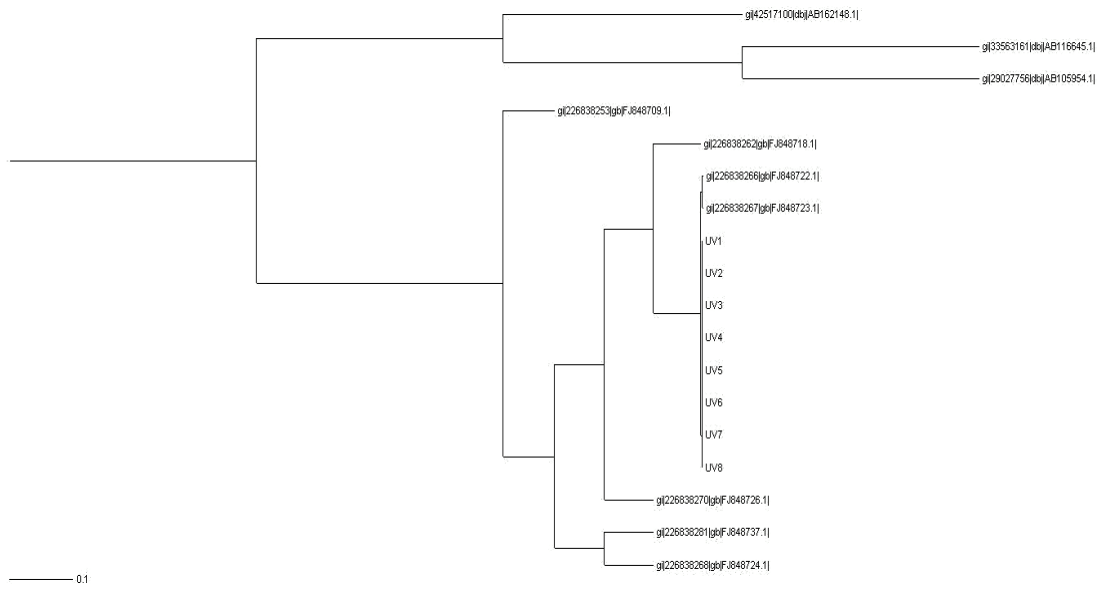 gi|42517100|dbj|AB162148.1|
gi|33563161|dbj|AB116645.1|
gi|29027756|dbj|AB105954.1|
gi|226838253|gb|FJ848709.1|
gi|226838262|gb|FJ848718.1|
gi|226838266|gb|FJ848722.1|
gi|226838267|gb|FJ848723.1|
UV1
UV2
UV3
UV4
UV5
UV6
UV7
UV8
gi|226838270|gb|FJ848726.1|
gi|226838281|gb|FJ848737.1|
gi|226838268|gb|FJ848724.1|
0.1